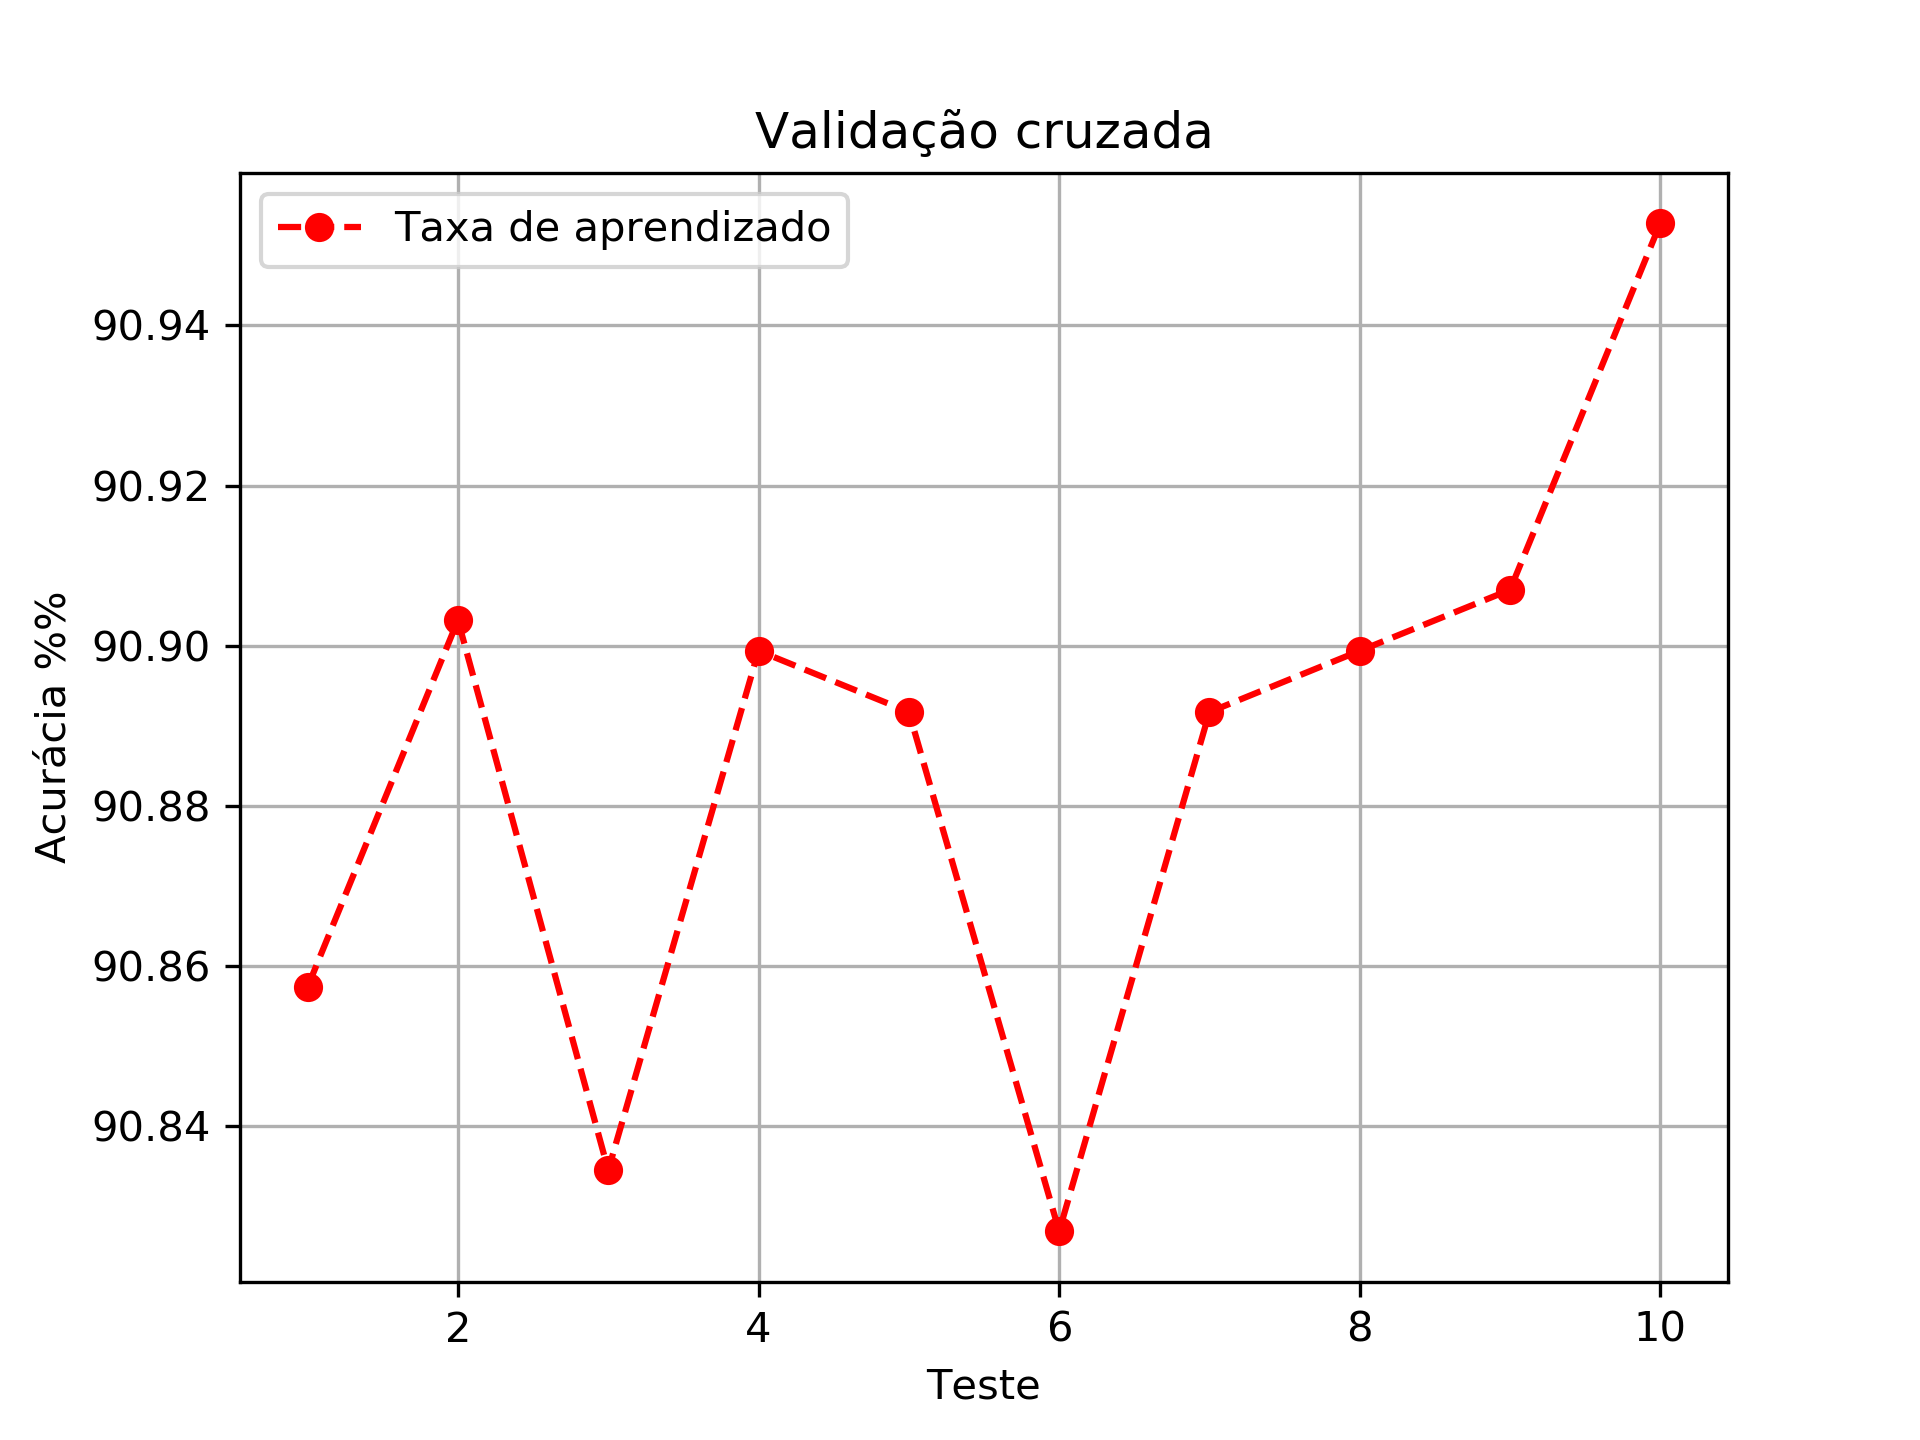 Validação cruzada
Taxa de aprendizado
90.94
90.92
90.90
90.88
90.86
90.84
Acurácia %%
2 4 6 8 10
Teste